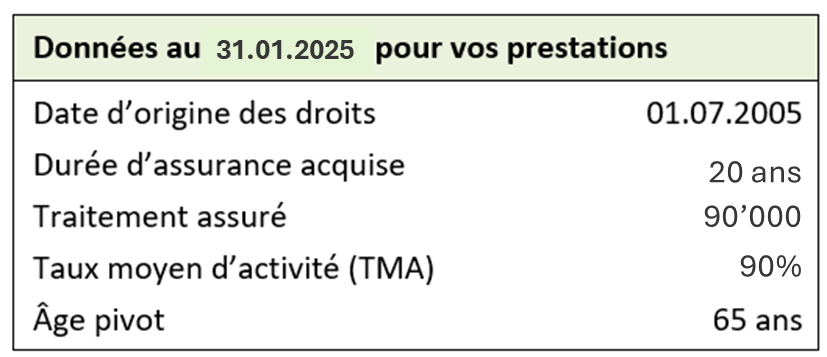 Données au 31.01.2025 pour vos prestations
Date d’origine des droits 01.07.2005
Durée d’assurance acquise 20 ans
Traitement assuré 90’000
Taux moyen d’activité (TMA) 90%
Âge pivot 65 ans